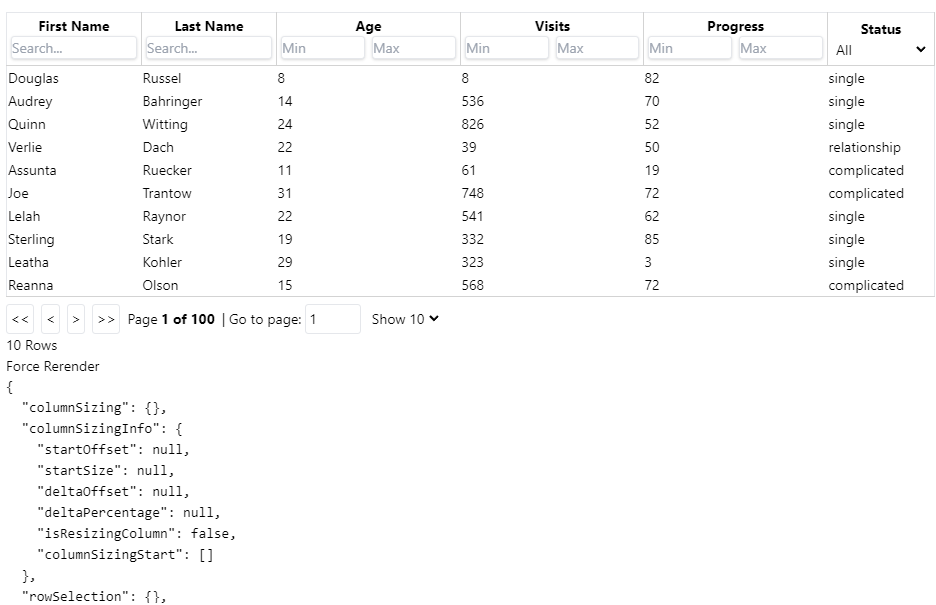 First Name Last Name Age Visits Progress Status
Search... Search... Min Max Min Max Min Max All
Douglas Russel 8 8 82 single
Audrey Bahringer 14 536 70 single
Quinn Witting 24 826 52 single
Verlie Dach 22 39 50 relationship
Assunta Ruecker 11 61 19 complicated
Joe Trantow 31 748 72 complicated
Lelah Raynor 22 541 62 single
Sterling Stark 19 332 85 single
Leatha Kohler 29 323 3 single
Reanna Olson 15 568 72 complicated
<< < > >> Page 1 of 100 | Go to page: 1 Show 10
10 Rows
Force Rerender
{
"columnSizing": {},
"columnSizingInfo": {
"startOffset": null,
"startSize": null,
"deltaOffset": null,
"deltaPercentage": null,
"isResizingColumn": false,
"columnSizingStart": []
},
"rowSelection": {},